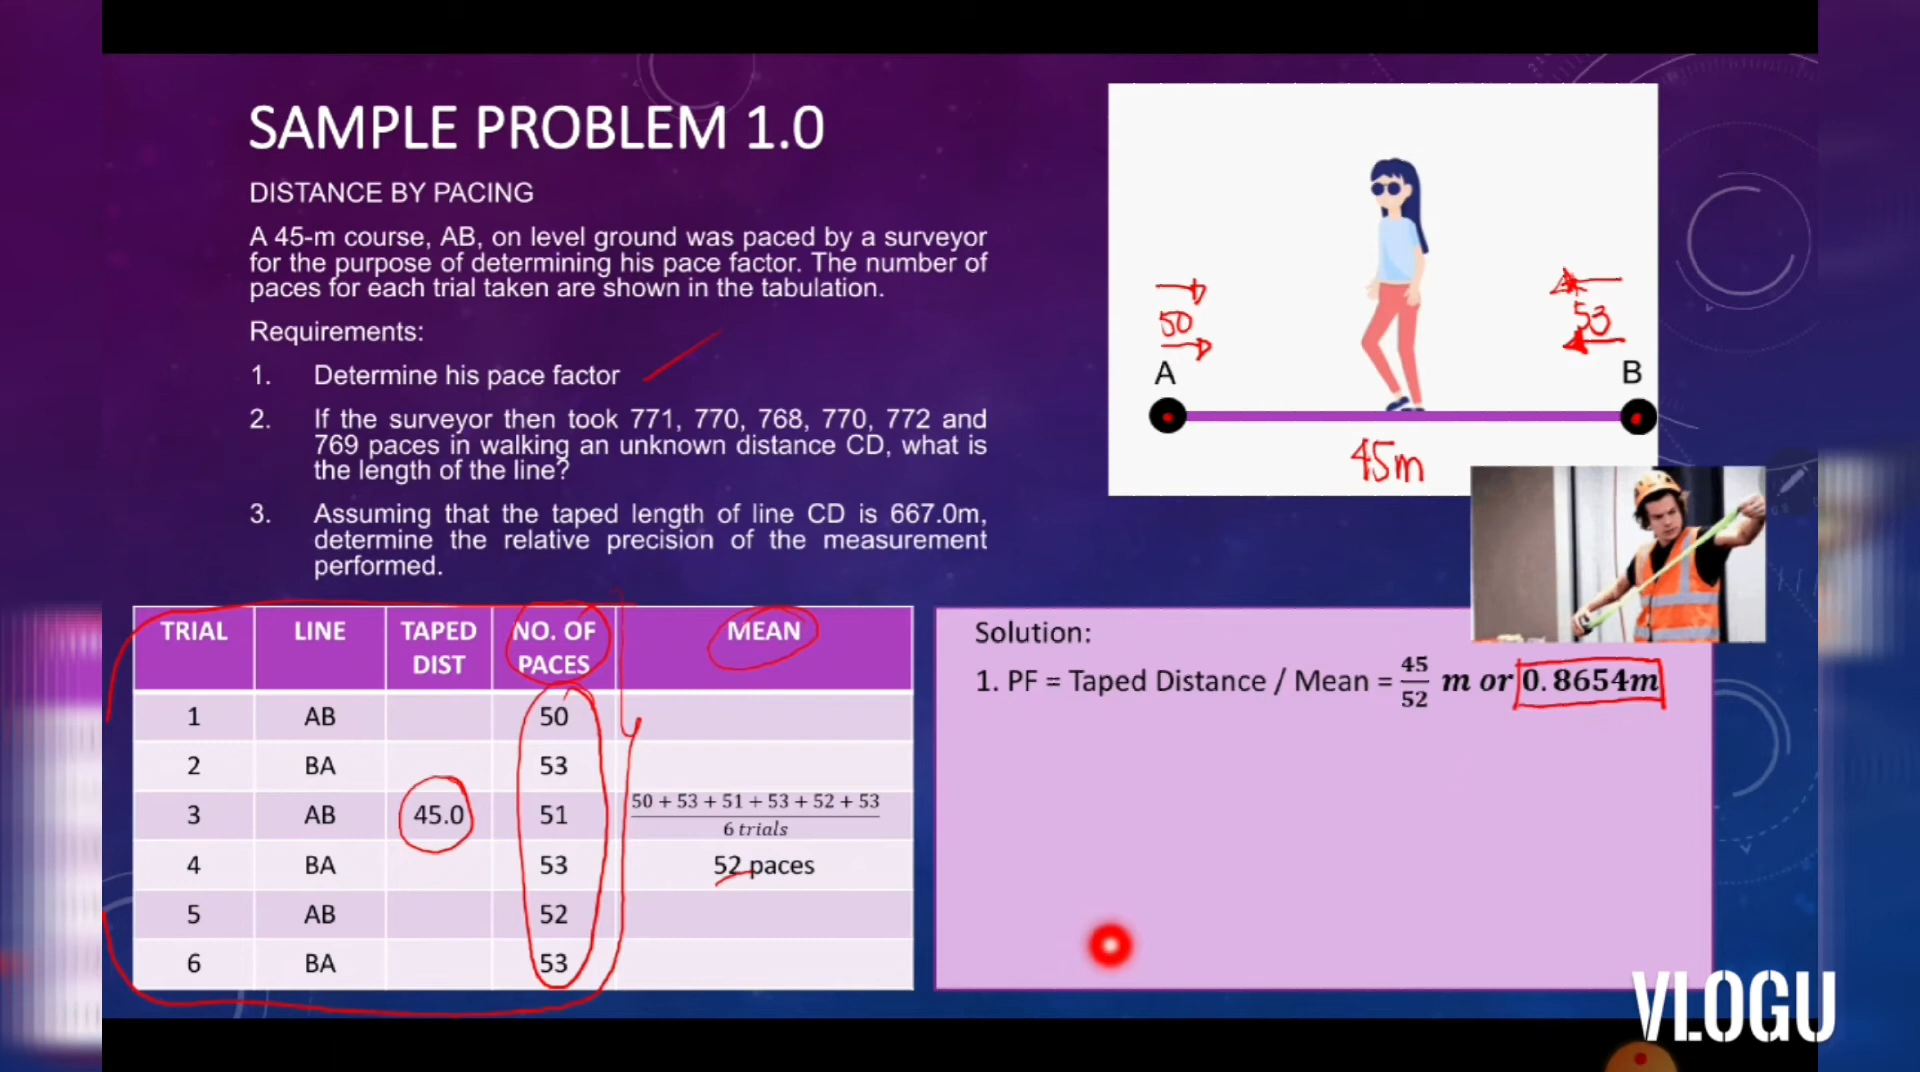 SAMPLE PROBLEM 1.0
DISTANCE BY PACING
A 45-m course, AB, on level ground was paced by a surveyor
for the purpose of determining his pace factor. The number of
paces for each trial taken are shown in the tabulation.
Requirements:
1. Determine his pace factor
2. If the surveyor then took 771, 770, 768, 770, 772 and
769 paces in walking an unknown distance CD, what is
the length of the line?
3. Assuming that the taped length of line CD is 667.0m,
determine the relative precision of the measurement
performed.
50
53
A
B
45m
TRIAL LINE TAPED DIST NO. OF PACES MEAN
1 AB 50
2 BA 53
3 AB 45.0 51 50 + 53 + 51 + 53 + 52 + 53 / 6 trials
4 BA 53 52 paces
5 AB 52
6 BA 53
Solution:
1. PF = Taped Distance / Mean = 45/52 m or 0.8654m
VLOGU